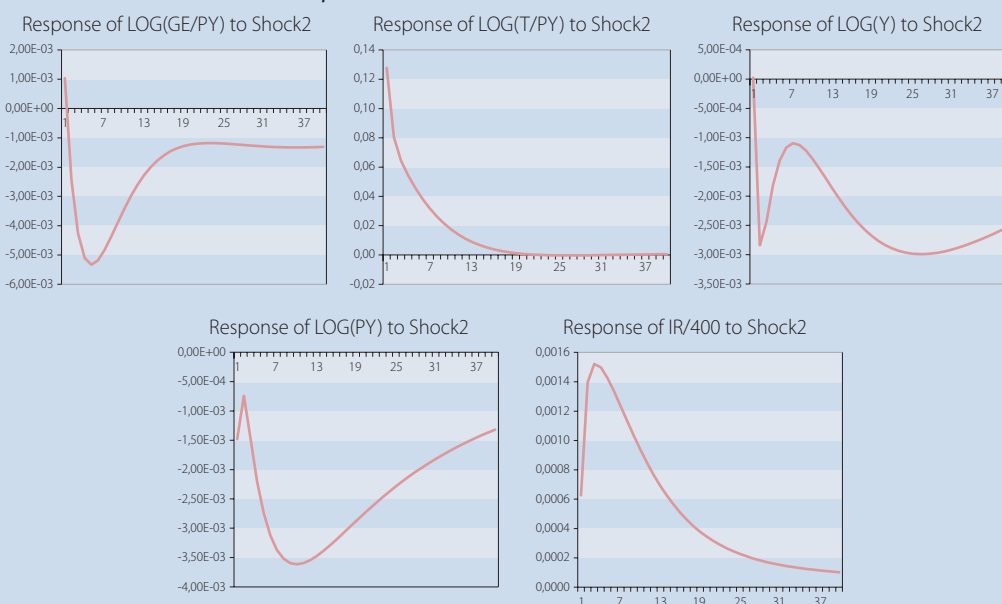 Response of LOG(GE/PY) to Shock2
2,00E-03
1,00E-03
0,00E+00
-1,00E-03
-2,00E-03
-3,00E-03
-4,00E-03
-5,00E-03
-6,00E-03
1 7 13 19 25 31 37
Response of LOG(T/PY) to Shock2
0,14
0,12
0,10
0,08
0,06
0,04
0,02
0,00
-0,02
1 7 13 19 25 31 37
Response of LOG(Y) to Shock2
5,00E-04
0,00E+00
-5,00E-04
-1,00E-03
-1,50E-03
-2,00E-03
-2,50E-03
-3,00E-03
-3,50E-03
1 7 13 19 25 31 37
Response of LOG(PY) to Shock2
0,00E+00
-5,00E-04
-1,00E-03
-1,50E-03
-2,00E-03
-2,50E-03
-3,00E-03
-3,50E-03
-4,00E-03
1 7 13 19 25 31 37
Response of IR/400 to Shock2
0,0016
0,0014
0,0012
0,0010
0,0008
0,0006
0,0004
0,0002
0,0000
1 7 13 19 25 31 37